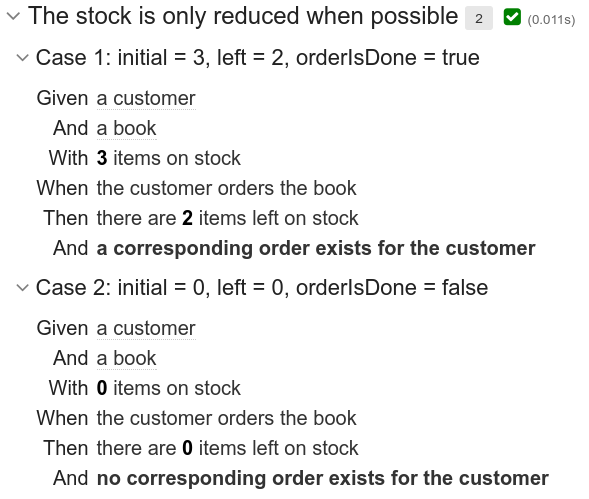 The stock is only reduced when possible 2 (0.011s)
Case 1: initial = 3, left = 2, orderIsDone = true
Given a customer
And a book
With 3 items on stock
When the customer orders the book
Then there are 2 items left on stock
And a corresponding order exists for the customer
Case 2: initial = 0, left = 0, orderIsDone = false
Given a customer
And a book
With 0 items on stock
When the customer orders the book
Then there are 0 items left on stock
And no corresponding order exists for the customer